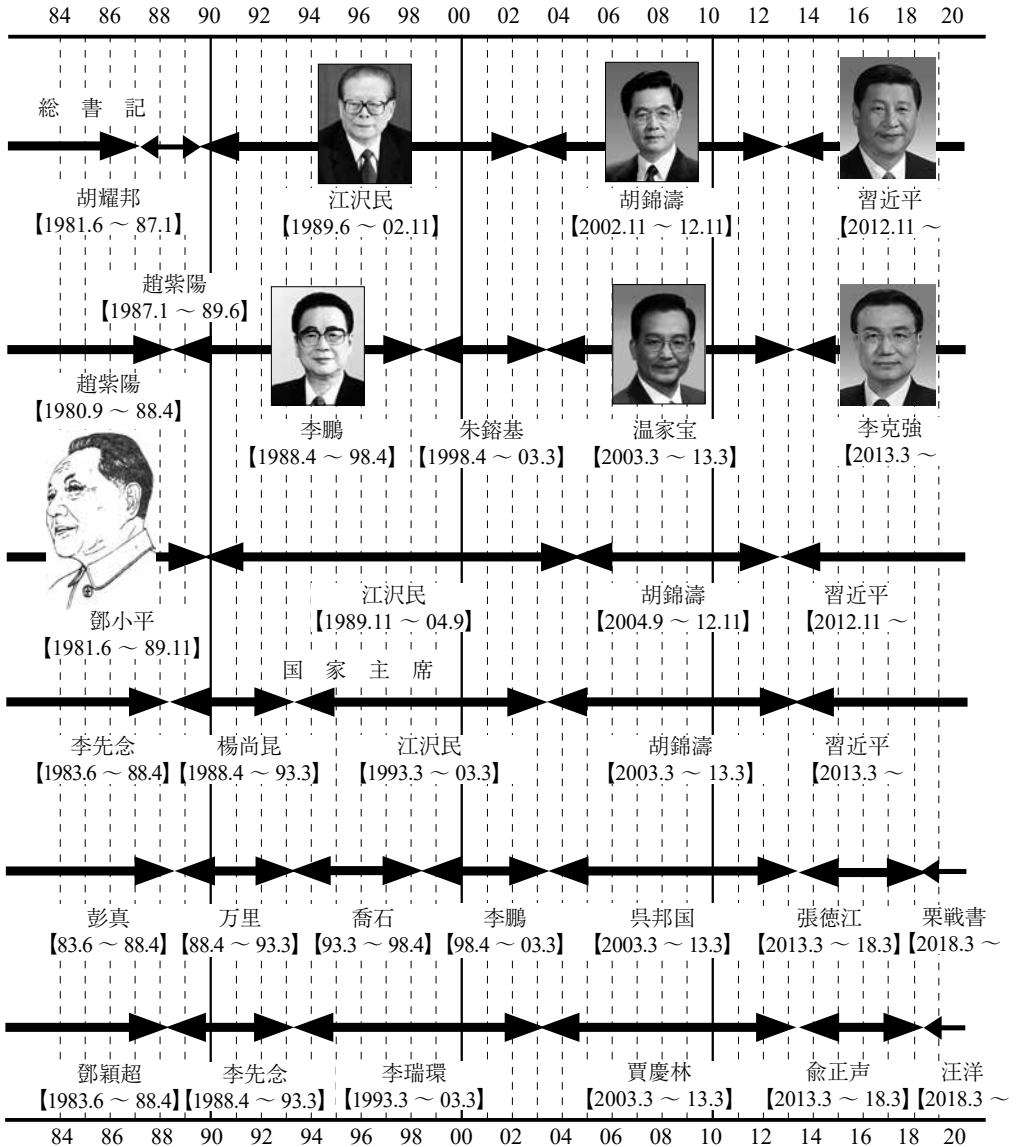 84 86 88 90 92 94 96 98 00 02 04 06 08 10 12 14 16 18 20
総書記
胡耀邦 江沢民 胡錦濤 習近平
【1981.6 ～ 87.1】 【1989.6 ～ 02.11】 【2002.11 ～ 12.11】 【2012.11 ～
趙紫陽
【1987.1 ～ 89.6】
趙紫陽
【1980.9 ～ 88.4】
李鵬 朱鎔基 温家宝 李克強
【1988.4 ～ 98.4】 【1998.4 ～ 03.3】 【2003.3 ～ 13.3】 【2013.3 ～
江沢民 胡錦濤 習近平
【1989.11 ～ 04.9】 【2004.9 ～ 12.11】 【2012.11 ～
鄧小平
【1981.6 ～ 89.11】
国家主席
李先念 楊尚昆 江沢民 胡錦濤 習近平
【1983.6 ～ 88.4】 【1988.4 ～ 93.3】 【1993.3 ～ 03.3】 【2003.3 ～ 13.3】 【2013.3 ～
彭真 万里 喬石 李鵬 呉邦国 張徳江 栗戦書
【83.6 ～ 88.4】 【88.4 ～ 93.3】 【93.3 ～ 98.4】 【98.4 ～ 03.3】 【2003.3 ～ 13.3】 【2013.3 ～ 18.3】 【2018.3 ～
鄧穎超 李先念 李瑞環 賈慶林 兪正声 汪洋
【1983.6 ～ 88.4】 【1988.4 ～ 93.3】 【1993.3 ～ 03.3】 【2003.3 ～ 13.3】 【2013.3 ～ 18.3】 【2018.3 ～
84 86 88 90 92 94 96 98 00 02 04 06 08 10 12 14 16 18 20